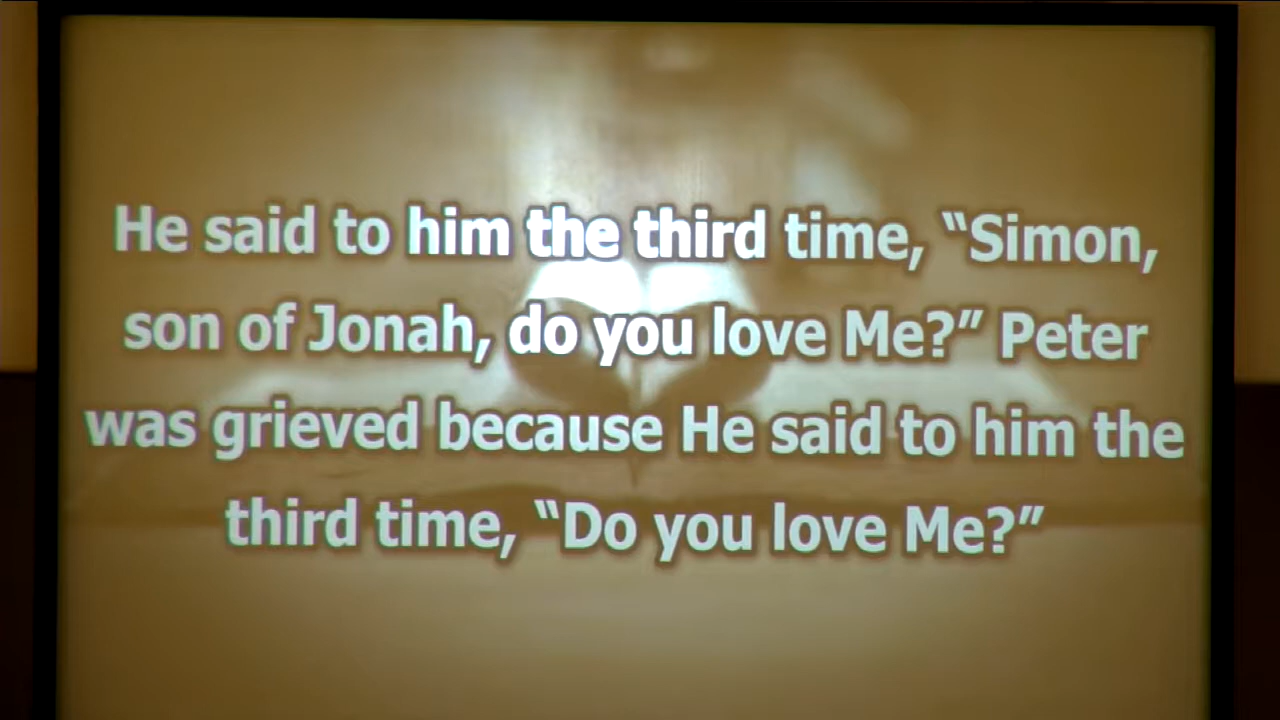 He said to him the third time, “Simon,
son of Jonah, do you love Me?” Peter
was grieved because He said to him the
third time, “Do you love Me?”